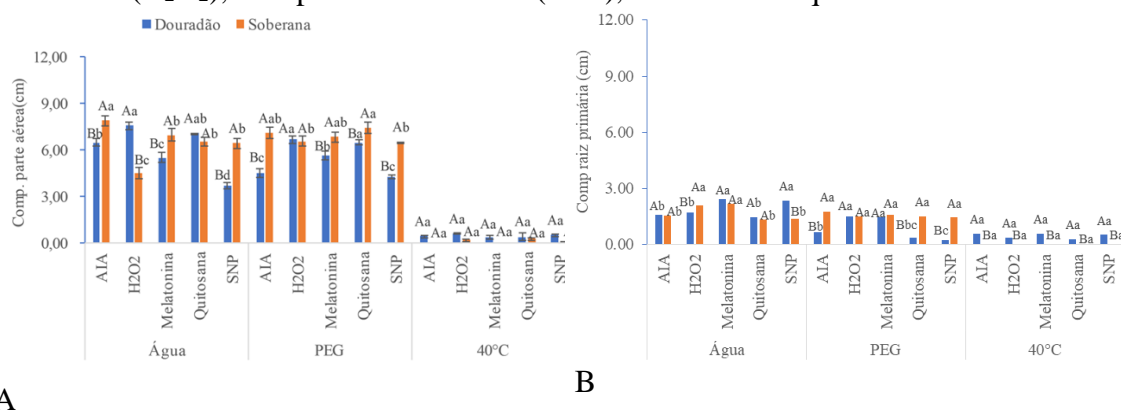 Douradão Soberana
12,00
9,00
6,00
3,00
0,00
Comp. parte aérea(cm)
Bb Aa Aa Bc Bc Ab Aab Ab Bd Ab
Bc Aab Aa Ab Bb Aab Ba Aa Bc Ab
Aa Aa Aa Aa Aa Aa Aa Aa Aa
AIA H2O2 Melatonina Quitosana SNP AIA H2O2 Melatonina Quitosana SNP AIA H2O2 Melatonina Quitosana SNP
Água PEG 40°C
A
12.00
9.00
6.00
3.00
0.00
Comp raiz primária (cm)
Ab Ab Bb Aa Aa Aa Ab Ab Aa Bb
Bb Aa Aa Aa Aa Aa Bbc Aa Bc Aa
Aa Ba Aa Ba Aa Ba Aa Ba Aa Ba
AIA H2O2 Melatonina Quitosana SNP AIA H2O2 Melatonina Quitosana SNP AIA H2O2 Melatonina Quitosana SNP
Água PEG 40°C
B